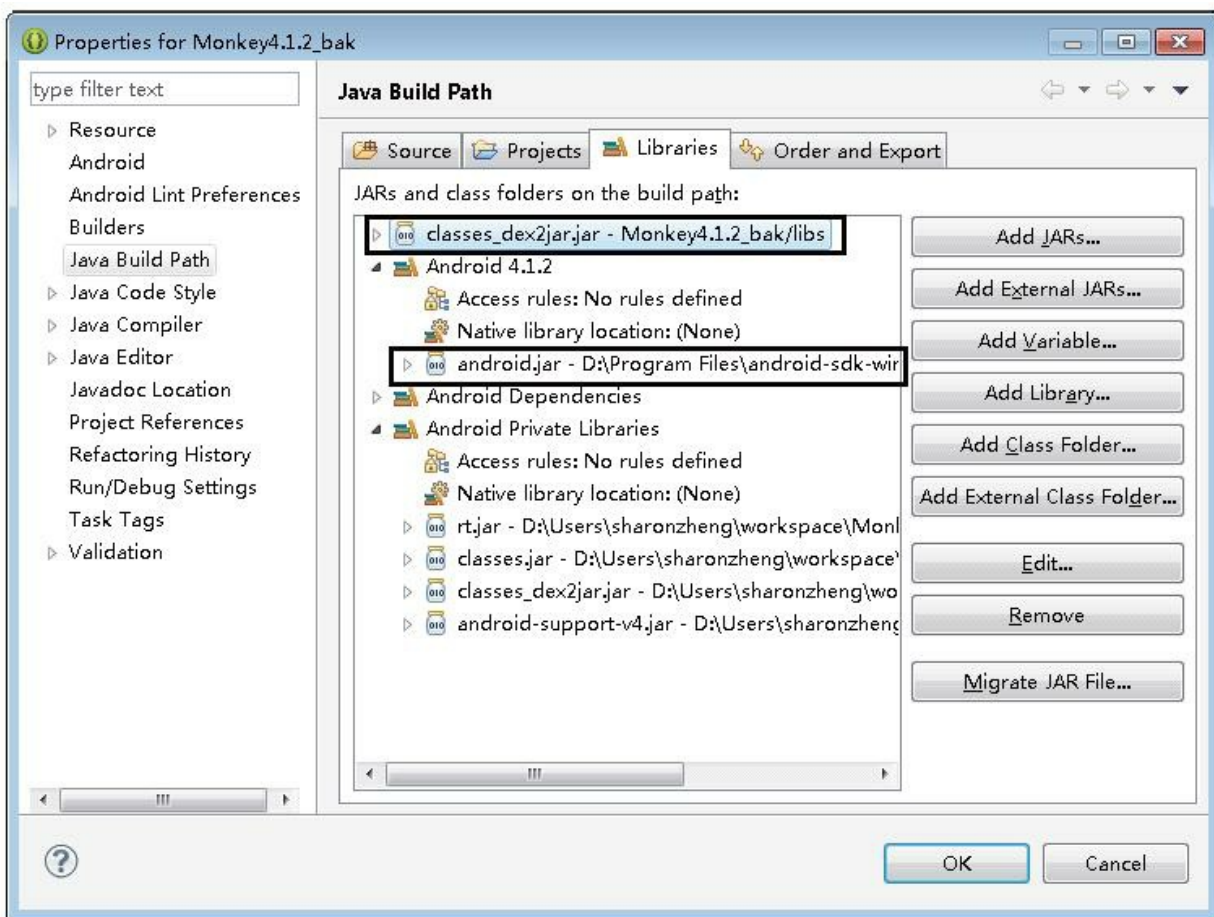 Properties for Monkey4.1.2_bak
type filter text
Resource
Android
Android Lint Preferences
Builders
Java Build Path
Java Code Style
Java Compiler
Java Editor
Javadoc Location
Project References
Refactoring History
Run/Debug Settings
Task Tags
Validation
Java Build Path
Source Projects Libraries Order and Export
JARs and class folders on the build path:
classes_dex2jar.jar - Monkey4.1.2_bak/libs
Android 4.1.2
Access rules: No rules defined
Native library location: (None)
android.jar - D:\Program Files\android-sdk-wir
Android Dependencies
Android Private Libraries
Access rules: No rules defined
Native library location: (None)
rt.jar - D:\Users\sharonzheng\workspace\Monl
classes.jar - D:\Users\sharonzheng\workspace\
classes_dex2jar.jar - D:\Users\sharonzheng\wo
android-support-v4.jar - D:\Users\sharonzheng
Add JARs...
Add External JARs...
Add Variable...
Add Library...
Add Class Folder...
Add External Class Folder...
Edit...
Remove
Migrate JAR File...
OK Cancel